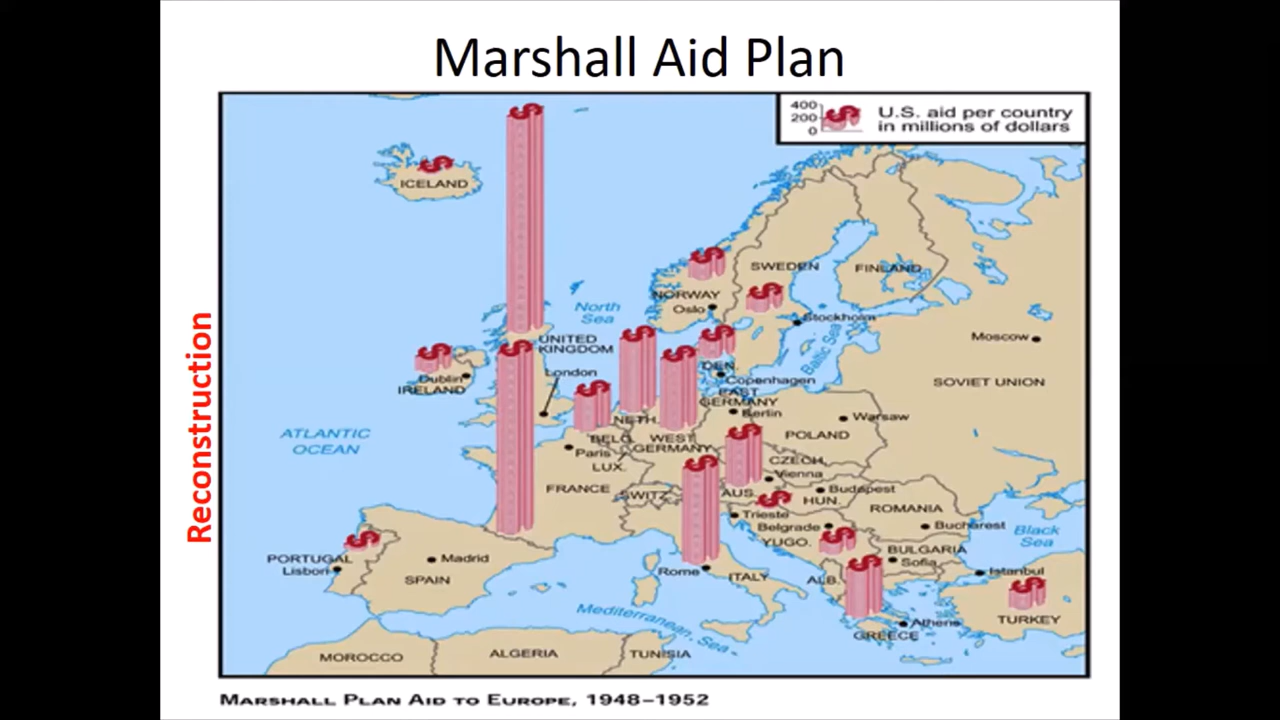 Marshall Aid Plan
400
200
0
U.S. aid per country
in millions of dollars
ICELAND
SWEDEN
FINLAND
NORWAY
Oslo
North
Sea
Stockholm
Moscow
UNITED
KINGDOM
London
Dublin
IRELAND
Baltic Sea
DEN.
Copenhagen
EAST
GERMANY
Berlin
SOVIET UNION
Warsaw
POLAND
NETH.
BELG.
WEST
GERMANY
ATLANTIC
OCEAN
Paris
LUX.
CZECH.
Vienna
FRANCE
SWITZ.
AUS.
Budapest
HUN.
ROMANIA
Trieste
Belgrade
Bucharest
Black
Sea
YUGO.
BULGARIA
Sofia
PORTUGAL
Lisbon
Madrid
SPAIN
Rome
ITALY
ALB.
Istanbul
TURKEY
Mediterranean Sea
Athens
GREECE
MOROCCO
ALGERIA
TUNISIA
Reconstruction
MARSHALL PLAN AID TO EUROPE, 1948–1952